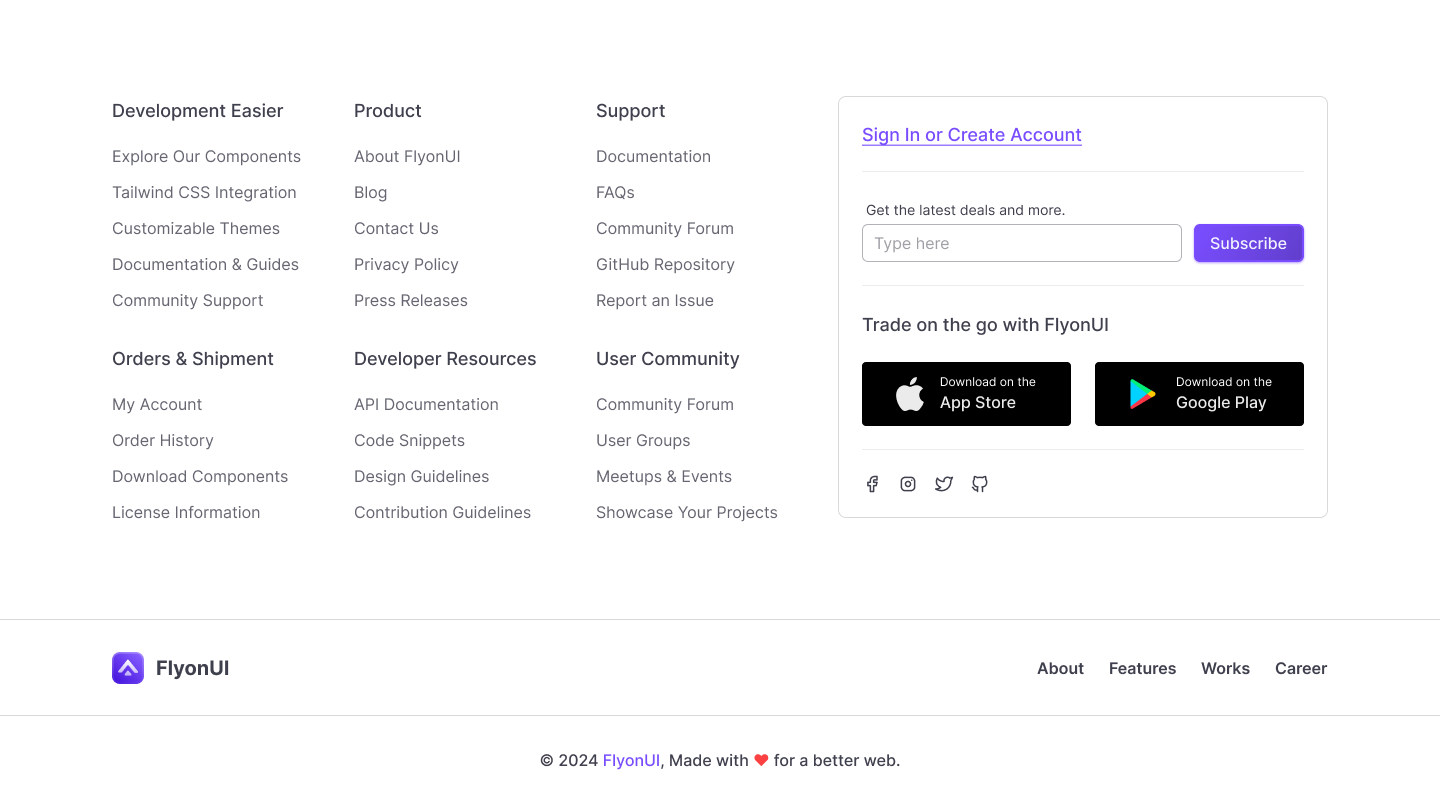 Development Easier
Explore Our Components
Tailwind CSS Integration
Customizable Themes
Documentation & Guides
Community Support
Product
About FlyonUI
Blog
Contact Us
Privacy Policy
Press Releases
Support
Documentation
FAQs
Community Forum
GitHub Repository
Report an Issue
Orders & Shipment
My Account
Order History
Download Components
License Information
Developer Resources
API Documentation
Code Snippets
Design Guidelines
Contribution Guidelines
User Community
Community Forum
User Groups
Meetups & Events
Showcase Your Projects
Sign In or Create Account
Get the latest deals and more.
Type here
Subscribe
Trade on the go with FlyonUI
Download on the
App Store
Download on the
Google Play
FlyonUI
About Features Works Career
© 2024 FlyonUI, Made with ❤ for a better web.